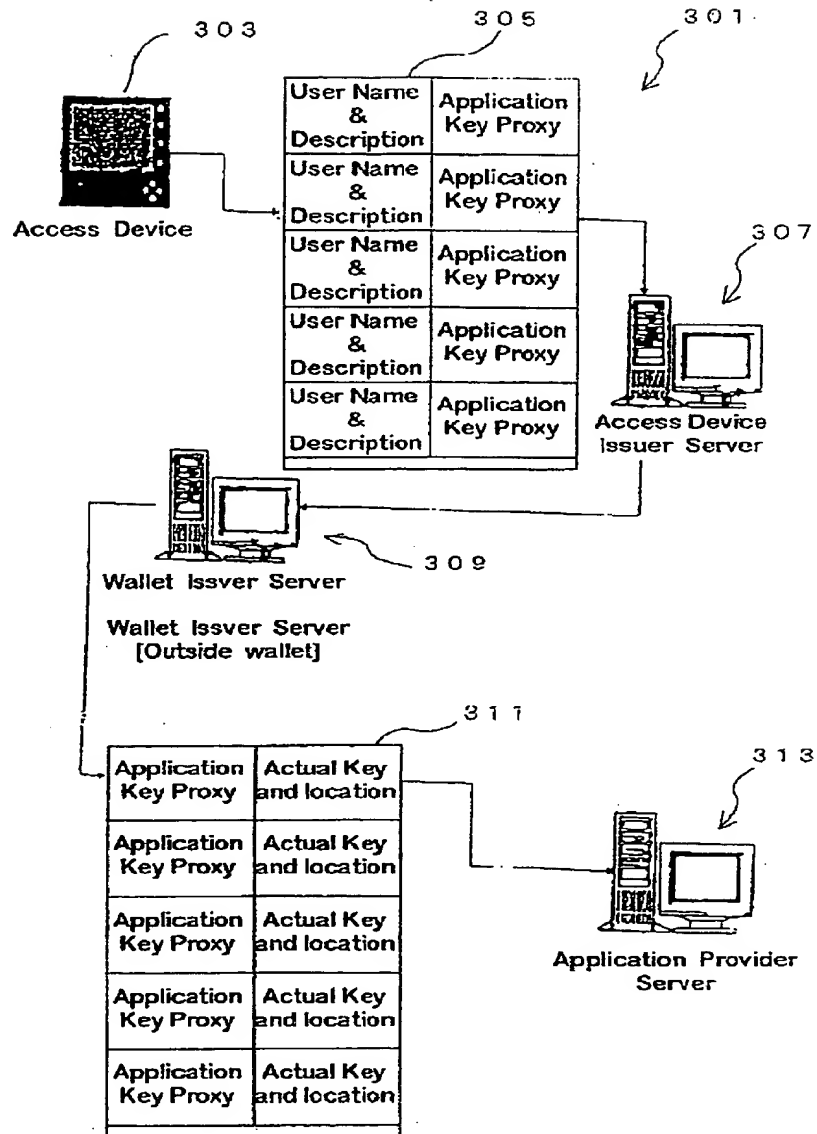 303
305
301
User Name
&
Description
Application
Key Proxy
User Name
&
Description
Application
Key Proxy
User Name
&
Description
Application
Key Proxy
User Name
&
Description
Application
Key Proxy
User Name
&
Description
Application
Key Proxy
Access Device
307
Access Device
Issuer Server
309
Wallet Issver Server
Wallet Issver Server
[Outside wallet]
311
Application
Key Proxy
Actual Key
and location
Application
Key Proxy
Actual Key
and location
Application
Key Proxy
Actual Key
and location
Application
Key Proxy
Actual Key
and location
Application
Key Proxy
Actual Key
and location
313
Application Provider
Server